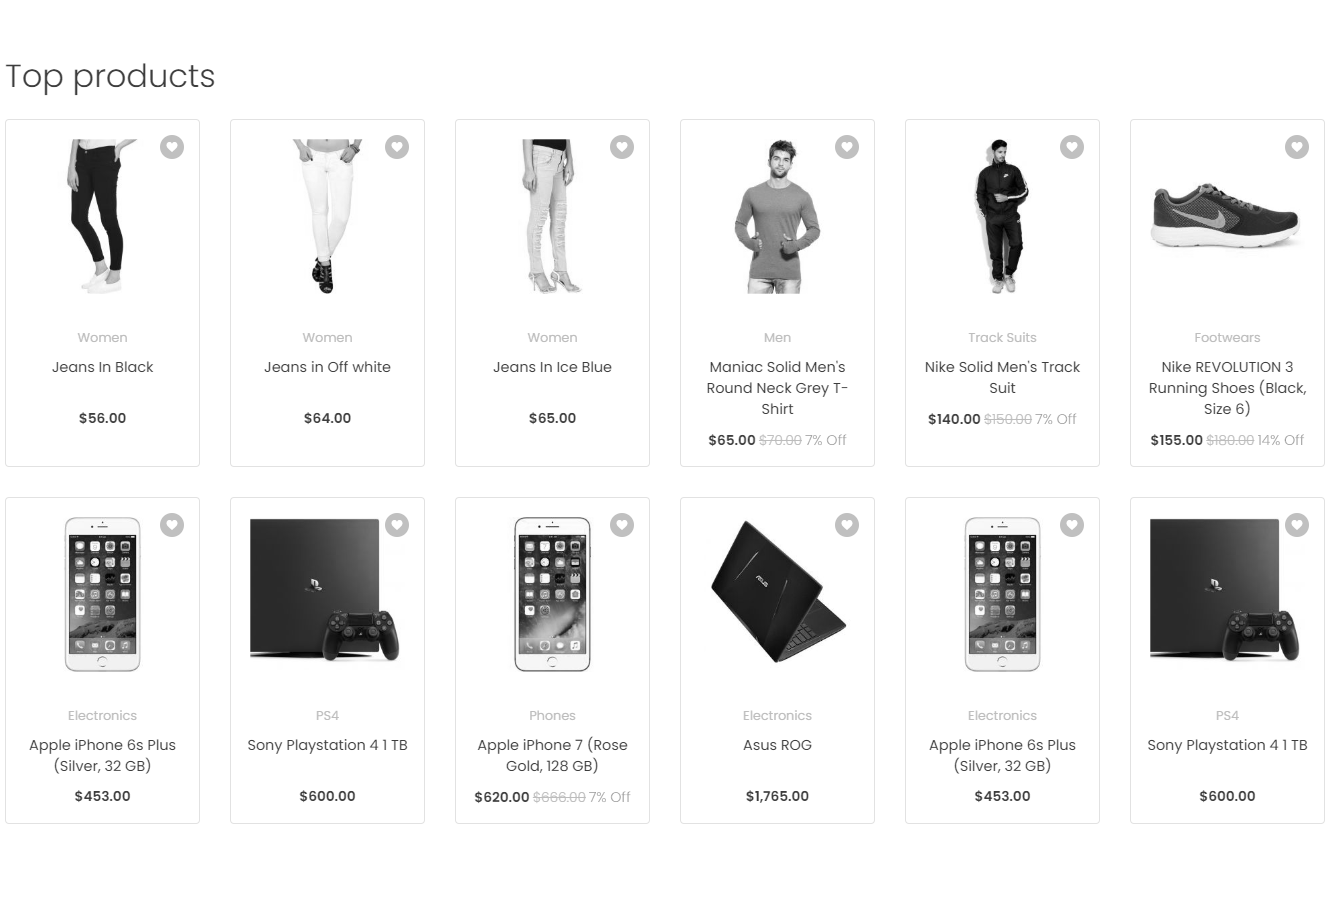 Top products
Women
Jeans In Black
$56.00
Women
Jeans in Off white
$64.00
Women
Jeans In Ice Blue
$65.00
Men
Maniac Solid Men's
Round Neck Grey T-
Shirt
$65.00 $70.00 7% Off
Track Suits
Nike Solid Men's Track
Suit
$140.00 $150.00 7% Off
Footwears
Nike REVOLUTION 3
Running Shoes (Black,
Size 6)
$155.00 $180.00 14% Off
Electronics
Apple iPhone 6s Plus
(Silver, 32 GB)
$453.00
PS4
Sony Playstation 4 1 TB
$600.00
Phones
Apple iPhone 7 (Rose
Gold, 128 GB)
$620.00 $666.00 7% Off
ASUS
Electronics
Asus ROG
$1,765.00
Electronics
Apple iPhone 6s Plus
(Silver, 32 GB)
$453.00
PS4
Sony Playstation 4 1 TB
$600.00